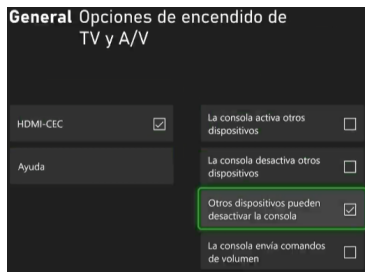 General Opciones de encendido de
TV y A/V
HDMI-CEC
Ayuda
La consola activa otros
dispositivos
La consola desactiva otros
dispositivos
Otros dispositivos pueden
desactivar la consola
La consola envía comandos
de volumen